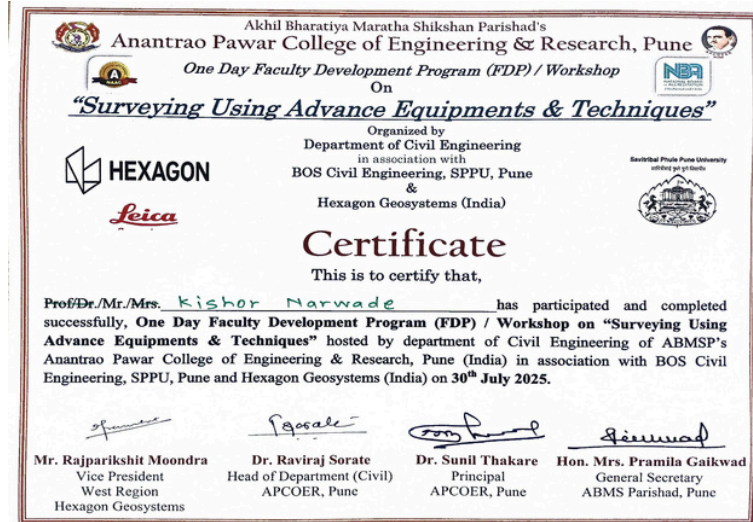 Akhil Bharatiya Maratha Shikshan Parishad's
Anantrao Pawar College of Engineering & Research, Pune
One Day Faculty Development Program (FDP) / Workshop
On
"Surveying Using Advance Equipments & Techniques"
Organized by
Department of Civil Engineering
in association with
BOS Civil Engineering, SPPU, Pune
&
Hexagon Geosystems (India)
A
NAAC
NBA
HEXAGON
Leica
Savitribai Phule Pune University
Certificate
This is to certify that,
Prof/Dr./Mr./Mrs. Kishor Narwade has participated and completed
successfully, One Day Faculty Development Program (FDP) / Workshop on "Surveying Using
Advance Equipments & Techniques" hosted by department of Civil Engineering of ABMSP's
Anantrao Pawar College of Engineering & Research, Pune (India) in association with BOS Civil
Engineering, SPPU, Pune and Hexagon Geosystems (India) on 30th July 2025.
Mr. Rajparikshit Moondra
Vice President
West Region
Hexagon Geosystems
Dr. Raviraj Sorate
Head of Department (Civil)
APCOER, Pune
Dr. Sunil Thakare
Principal
APCOER, Pune
Hon. Mrs. Pramila Gaikwad
General Secretary
ABMS Parishad, Pune